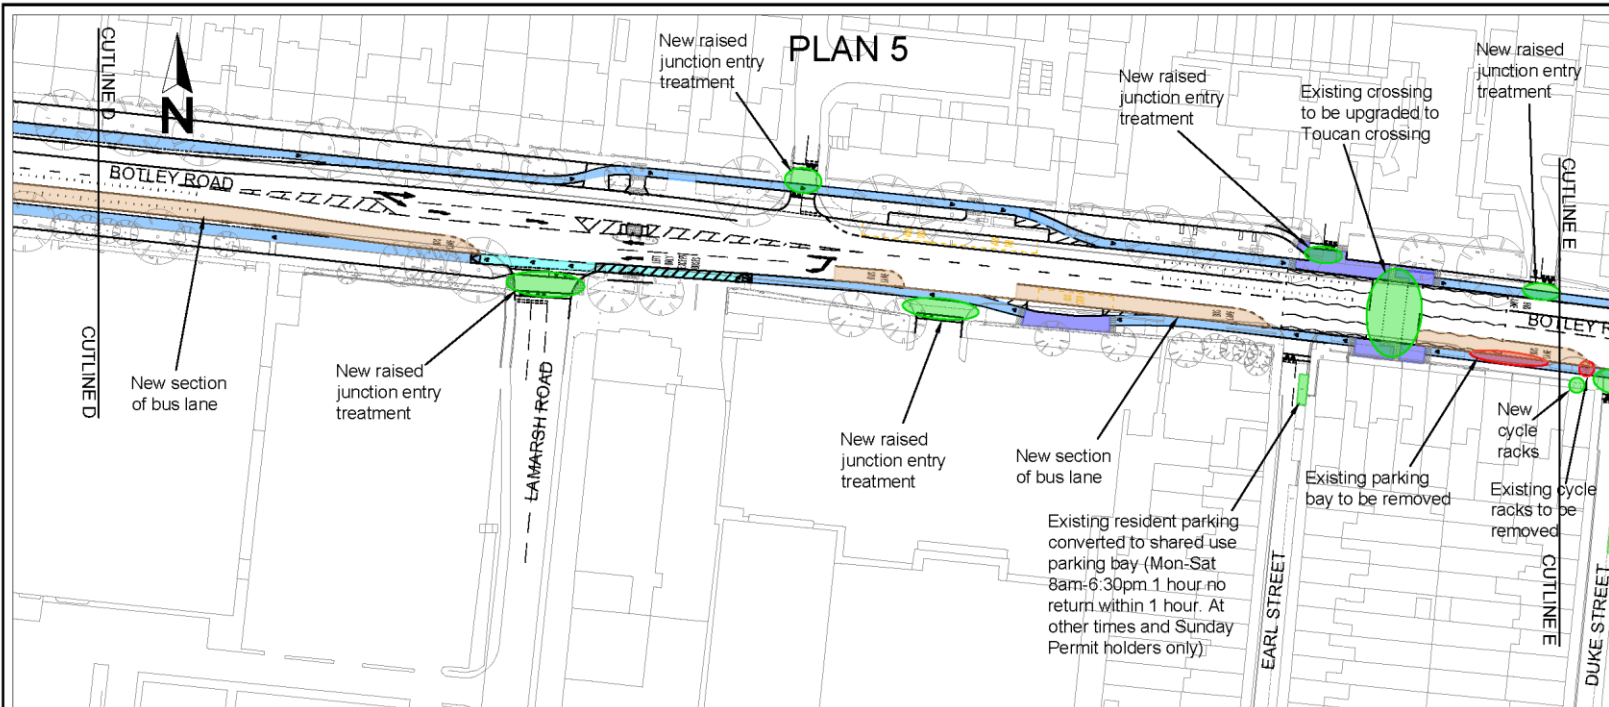 PLAN 5
CUTLINE D
CUTLINE D
N
BOTLEY ROAD
New raised
junction entry
treatment
New raised
junction entry
treatment
Existing crossing
to be upgraded to
Toucan crossing
New raised
junction entry
treatment
CUTLINE E
BOTLEY R
New section
of bus lane
New raised
junction entry
treatment
LAMARSH ROAD
New raised
junction entry
treatment
New section
of bus lane
Existing resident parking
converted to shared use
parking bay (Mon-Sat
8am-6:30pm 1 hour no
return within 1 hour. At
other times and Sunday
Permit holders only)
EARL STREET
Existing parking
bay to be removed
New
cycle
racks
Existing cycle
racks to be
removed
CUTLINE E
DUKE STREET